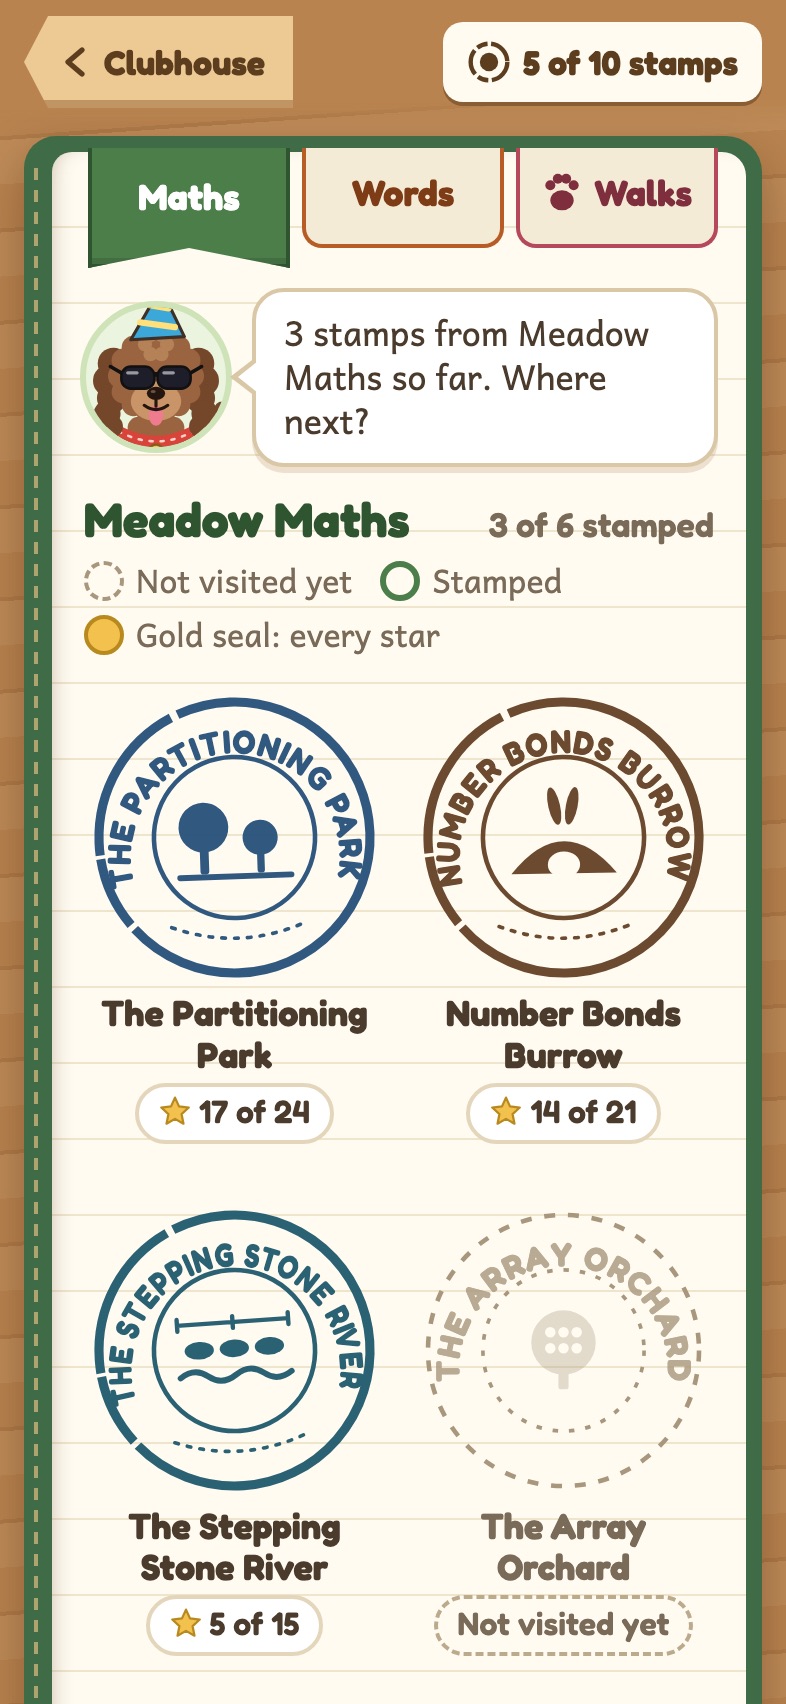 Clubhouse
5 of 10 stamps
Maths
Words
Walks
3 stamps from Meadow
Maths so far. Where
next?
Meadow Maths
3 of 6 stamped
Not visited yet
Stamped
Gold seal: every star
THE PARTITIONING PARK
NUMBER BONDS BURROW
The Partitioning
Park
17 of 24
Number Bonds
Burrow
14 of 21
THE STEPPING STONE RIVER
THE ARRAY ORCHARD
The Stepping
Stone River
5 of 15
The Array
Orchard
Not visited yet